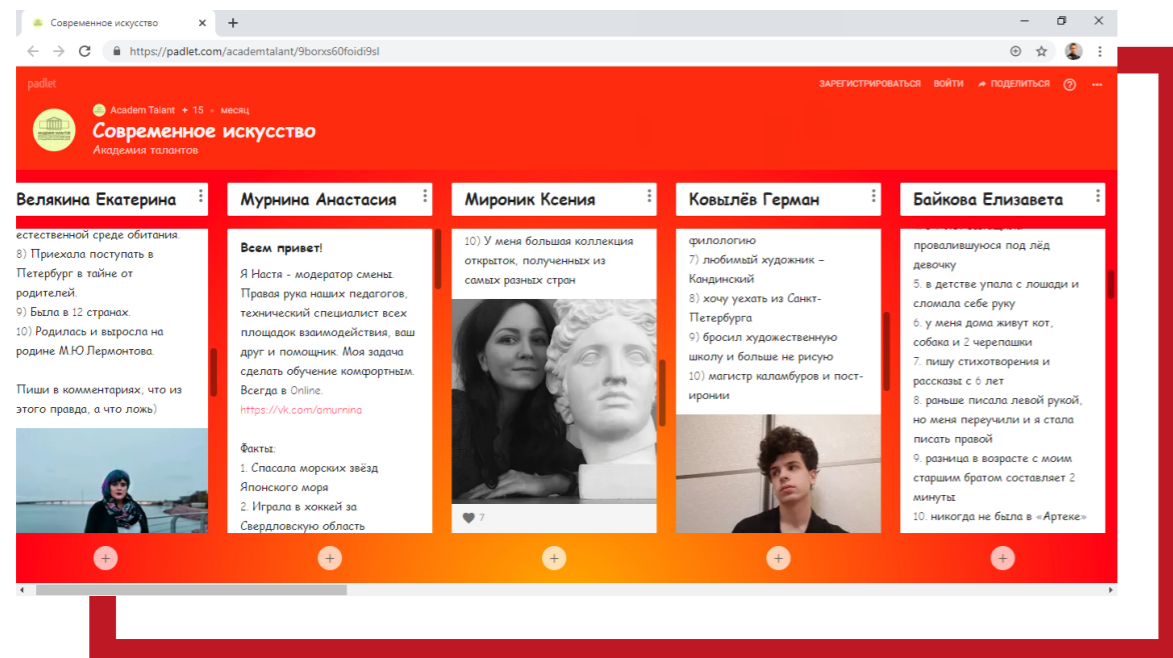 Современное искусство
https://padlet.com/academtalant/9borxs60foidi9sl
padlet
ЗАРЕГИСТРИРОВАТЬСЯ ВОЙТИ ПОДЕЛИТЬСЯ
Academ Talant + 15 • месяц
Современное искусство
Академия талантов
Велякина Екатерина
естественной среде обитания.
8) Приехала поступать в
Петербург в тайне от
родителей.
9) Была в 12 странах.
10) Родилась и выросла на
родине М.Ю.Лермонтова.
Пиши в комментариях, что из
этого правда, а что ложь)
Мурнина Анастасия
Всем привет!
Я Настя - модератор смены.
Правая рука наших педагогов,
технический специалист всех
площадок взаимодействия, ваш
друг и помощник. Моя задача
сделать обучение комфортным.
Всегда в Online.
https://vk.com/amurnina
Факты:
1. Спасала морских звёзд
Японского моря
2. Играла в хоккей за
Свердловскую область
Мироник Ксения
10) У меня большая коллекция
открыток, полученных из
самых разных стран
7
Ковылёв Герман
филологию
7) любимый художник –
Кандинский
8) хочу уехать из Санкт-
Петербурга
9) бросил художественную
школу и больше не рисую
10) магистр каламбуров и пост-
иронии
Байкова Елизавета
провалившуюся под лёд
девочку
5. в детстве упала с лошади и
сломала себе руку
6. у меня дома живут кот,
собака и 2 черепашки
7. пишу стихотворения и
рассказы с 6 лет
8. раньше писала левой рукой,
но меня переучили и я стала
писать правой
9. разница в возрасте с моим
старшим братом составляет 2
минуты
10. никогда не была в «Артеке»